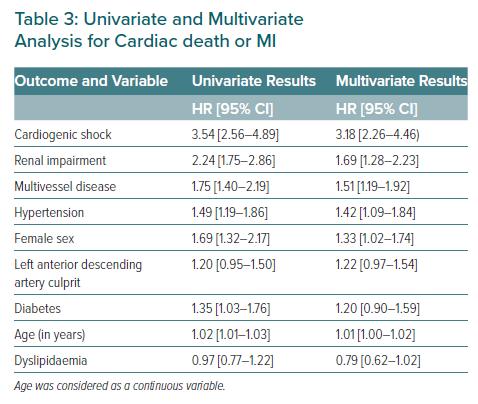 Table 3: Univariate and Multivariate
Analysis for Cardiac death or MI
Outcome and Variable Univariate Results Multivariate Results
HR [95% CI] HR [95% CI]
Cardiogenic shock 3.54 [2.56–4.89] 3.18 [2.26–4.46)
Renal impairment 2.24 [1.75–2.86] 1.69 [1.28–2.23]
Multivessel disease 1.75 [1.40–2.19] 1.51 [1.19–1.92]
Hypertension 1.49 [1.19–1.86] 1.42 [1.09–1.84]
Female sex 1.69 [1.32–2.17] 1.33 [1.02–1.74]
Left anterior descending 1.20 [0.95–1.50] 1.22 [0.97–1.54]
artery culprit
Diabetes 1.35 [1.03–1.76] 1.20 [0.90–1.59]
Age (in years) 1.02 [1.01–1.03] 1.01 [1.00–1.02]
Dyslipidaemia 0.97 [0.77–1.22] 0.79 [0.62–1.02]
Age was considered as a continuous variable.